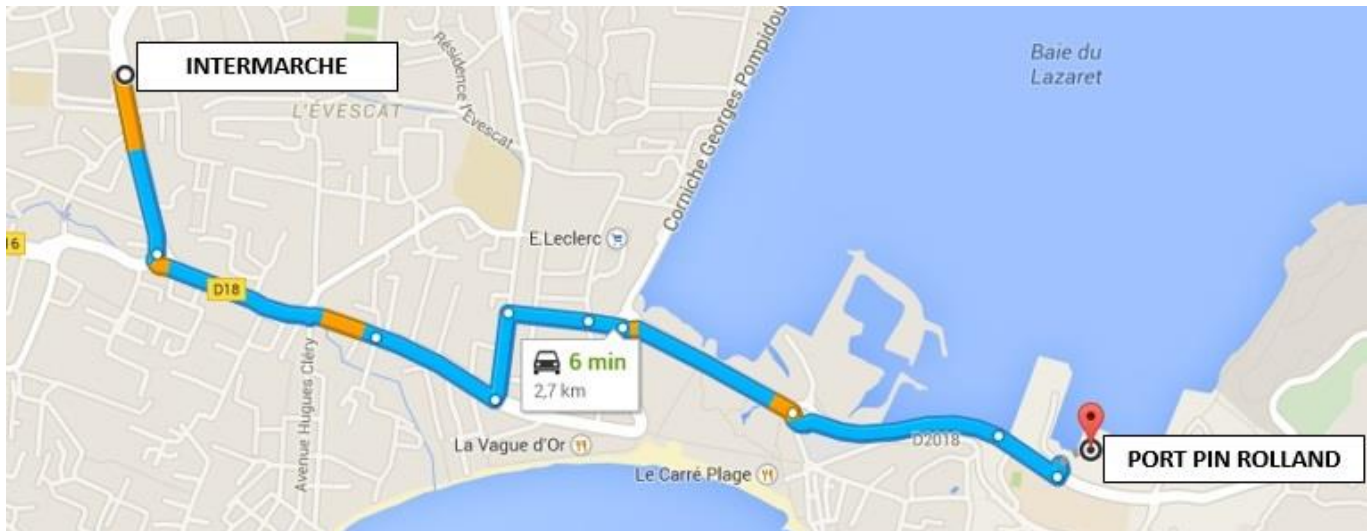 INTERMARCHE
Baie du
Lazaret
L'ÉVESCAT
Résidence l'Evescat
Corniche Georges Pompidou
E.Leclerc
16
D18
6 min
2,7 km
Avenue Hugues Cléry
La Vague d'Or
D2018
Le Carré Plage
PORT PIN ROLLAND